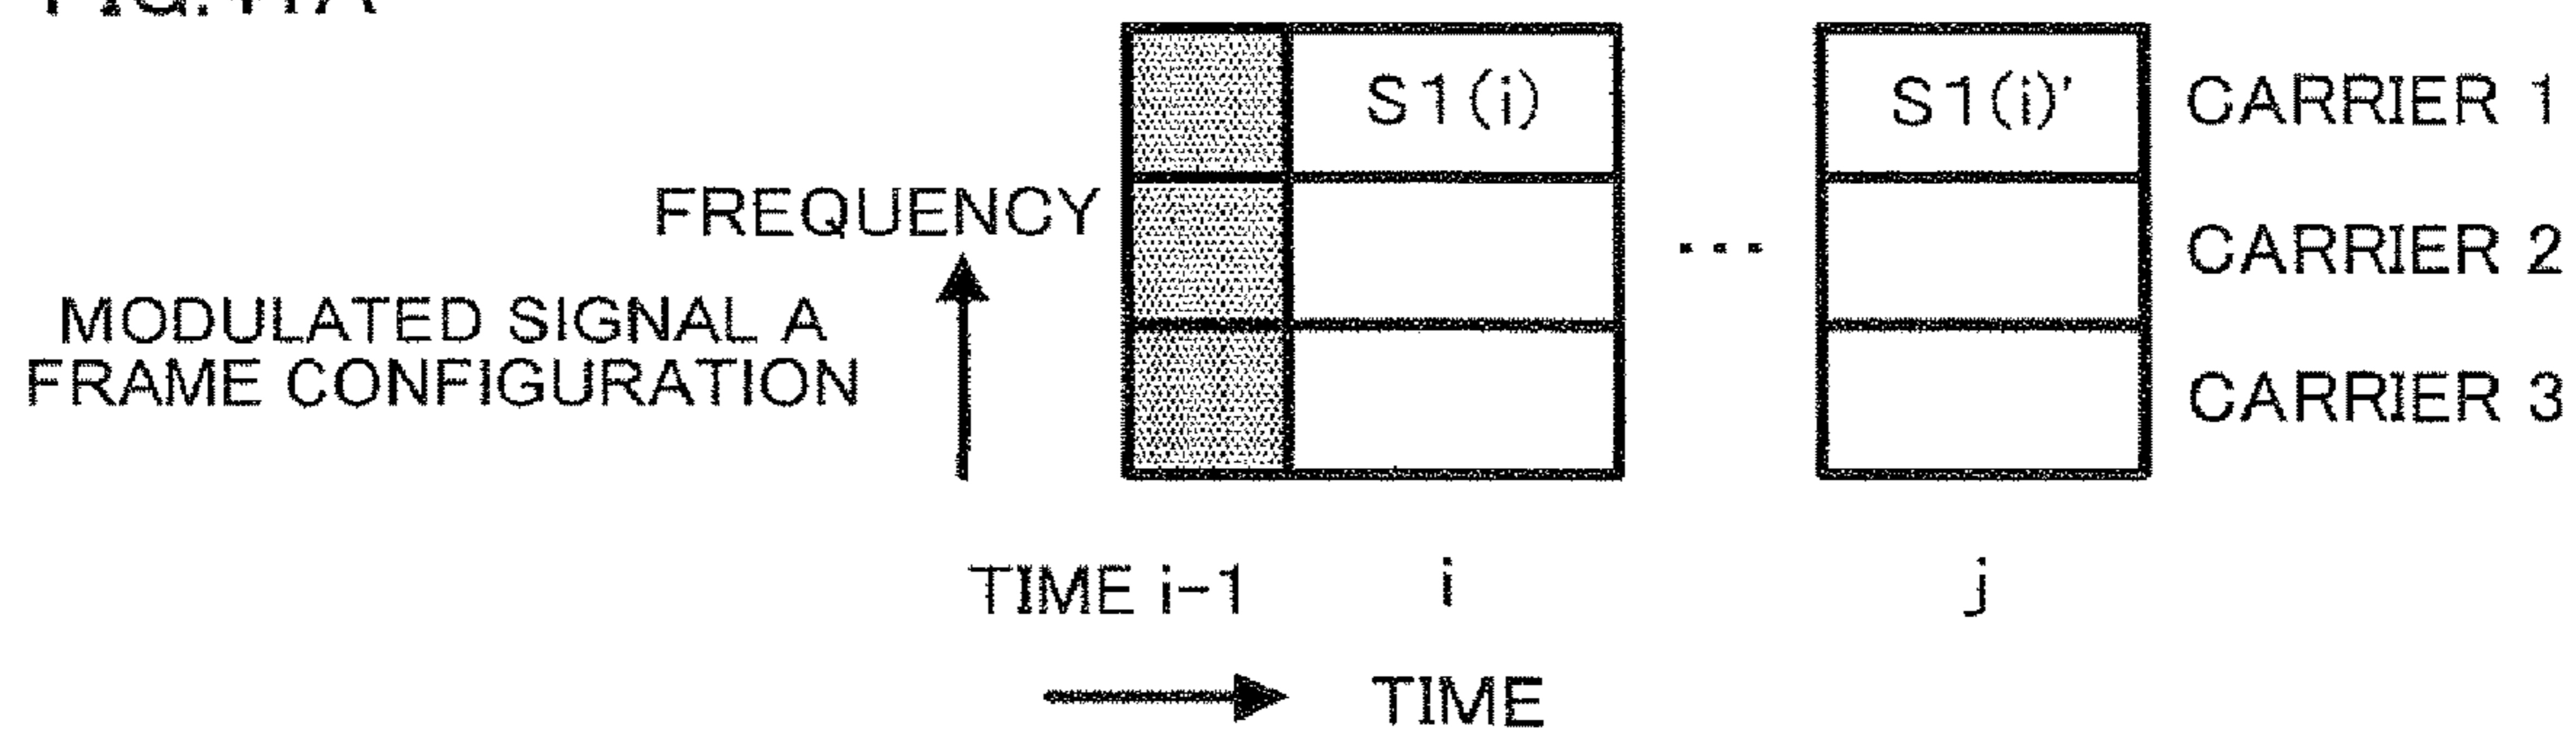 S1(i) S1(i)' CARRIER 1
FREQUENCY
... CARRIER 2
MODULATED SIGNAL A
FRAME CONFIGURATION
CARRIER 3
TIME i-1 i j
TIME